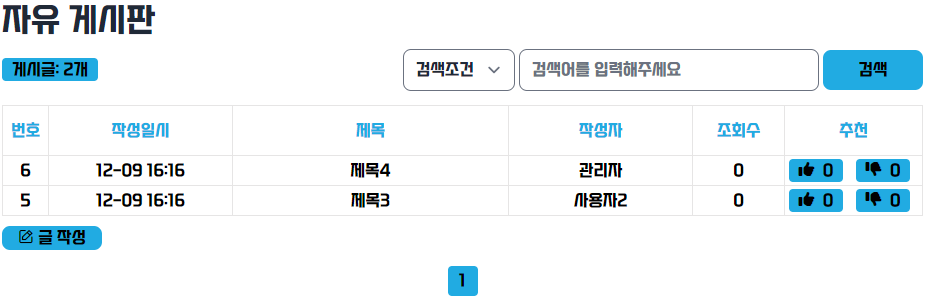 자유 게시판
게시글: 2개 검색조건 검색어를 입력해주세요 검색
번호 작성일시 제목 작성자 조회수 추천
6 12-09 16:16 제목4 관리자 0 0 0
5 12-09 16:16 제목3 사용자2 0 0 0
글 작성
1